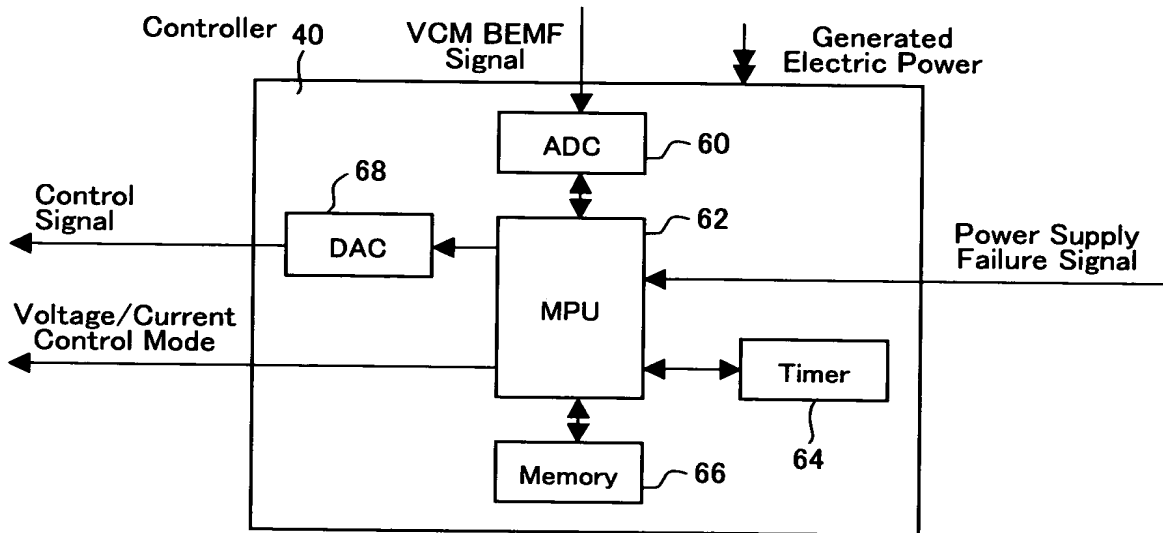 Controller 40
VCM BEMF
Signal
Generated
Electric Power
ADC
60
68
Control
Signal
DAC
62
MPU
Power Supply
Failure Signal
Voltage/Current
Control Mode
Timer
64
Memory
66